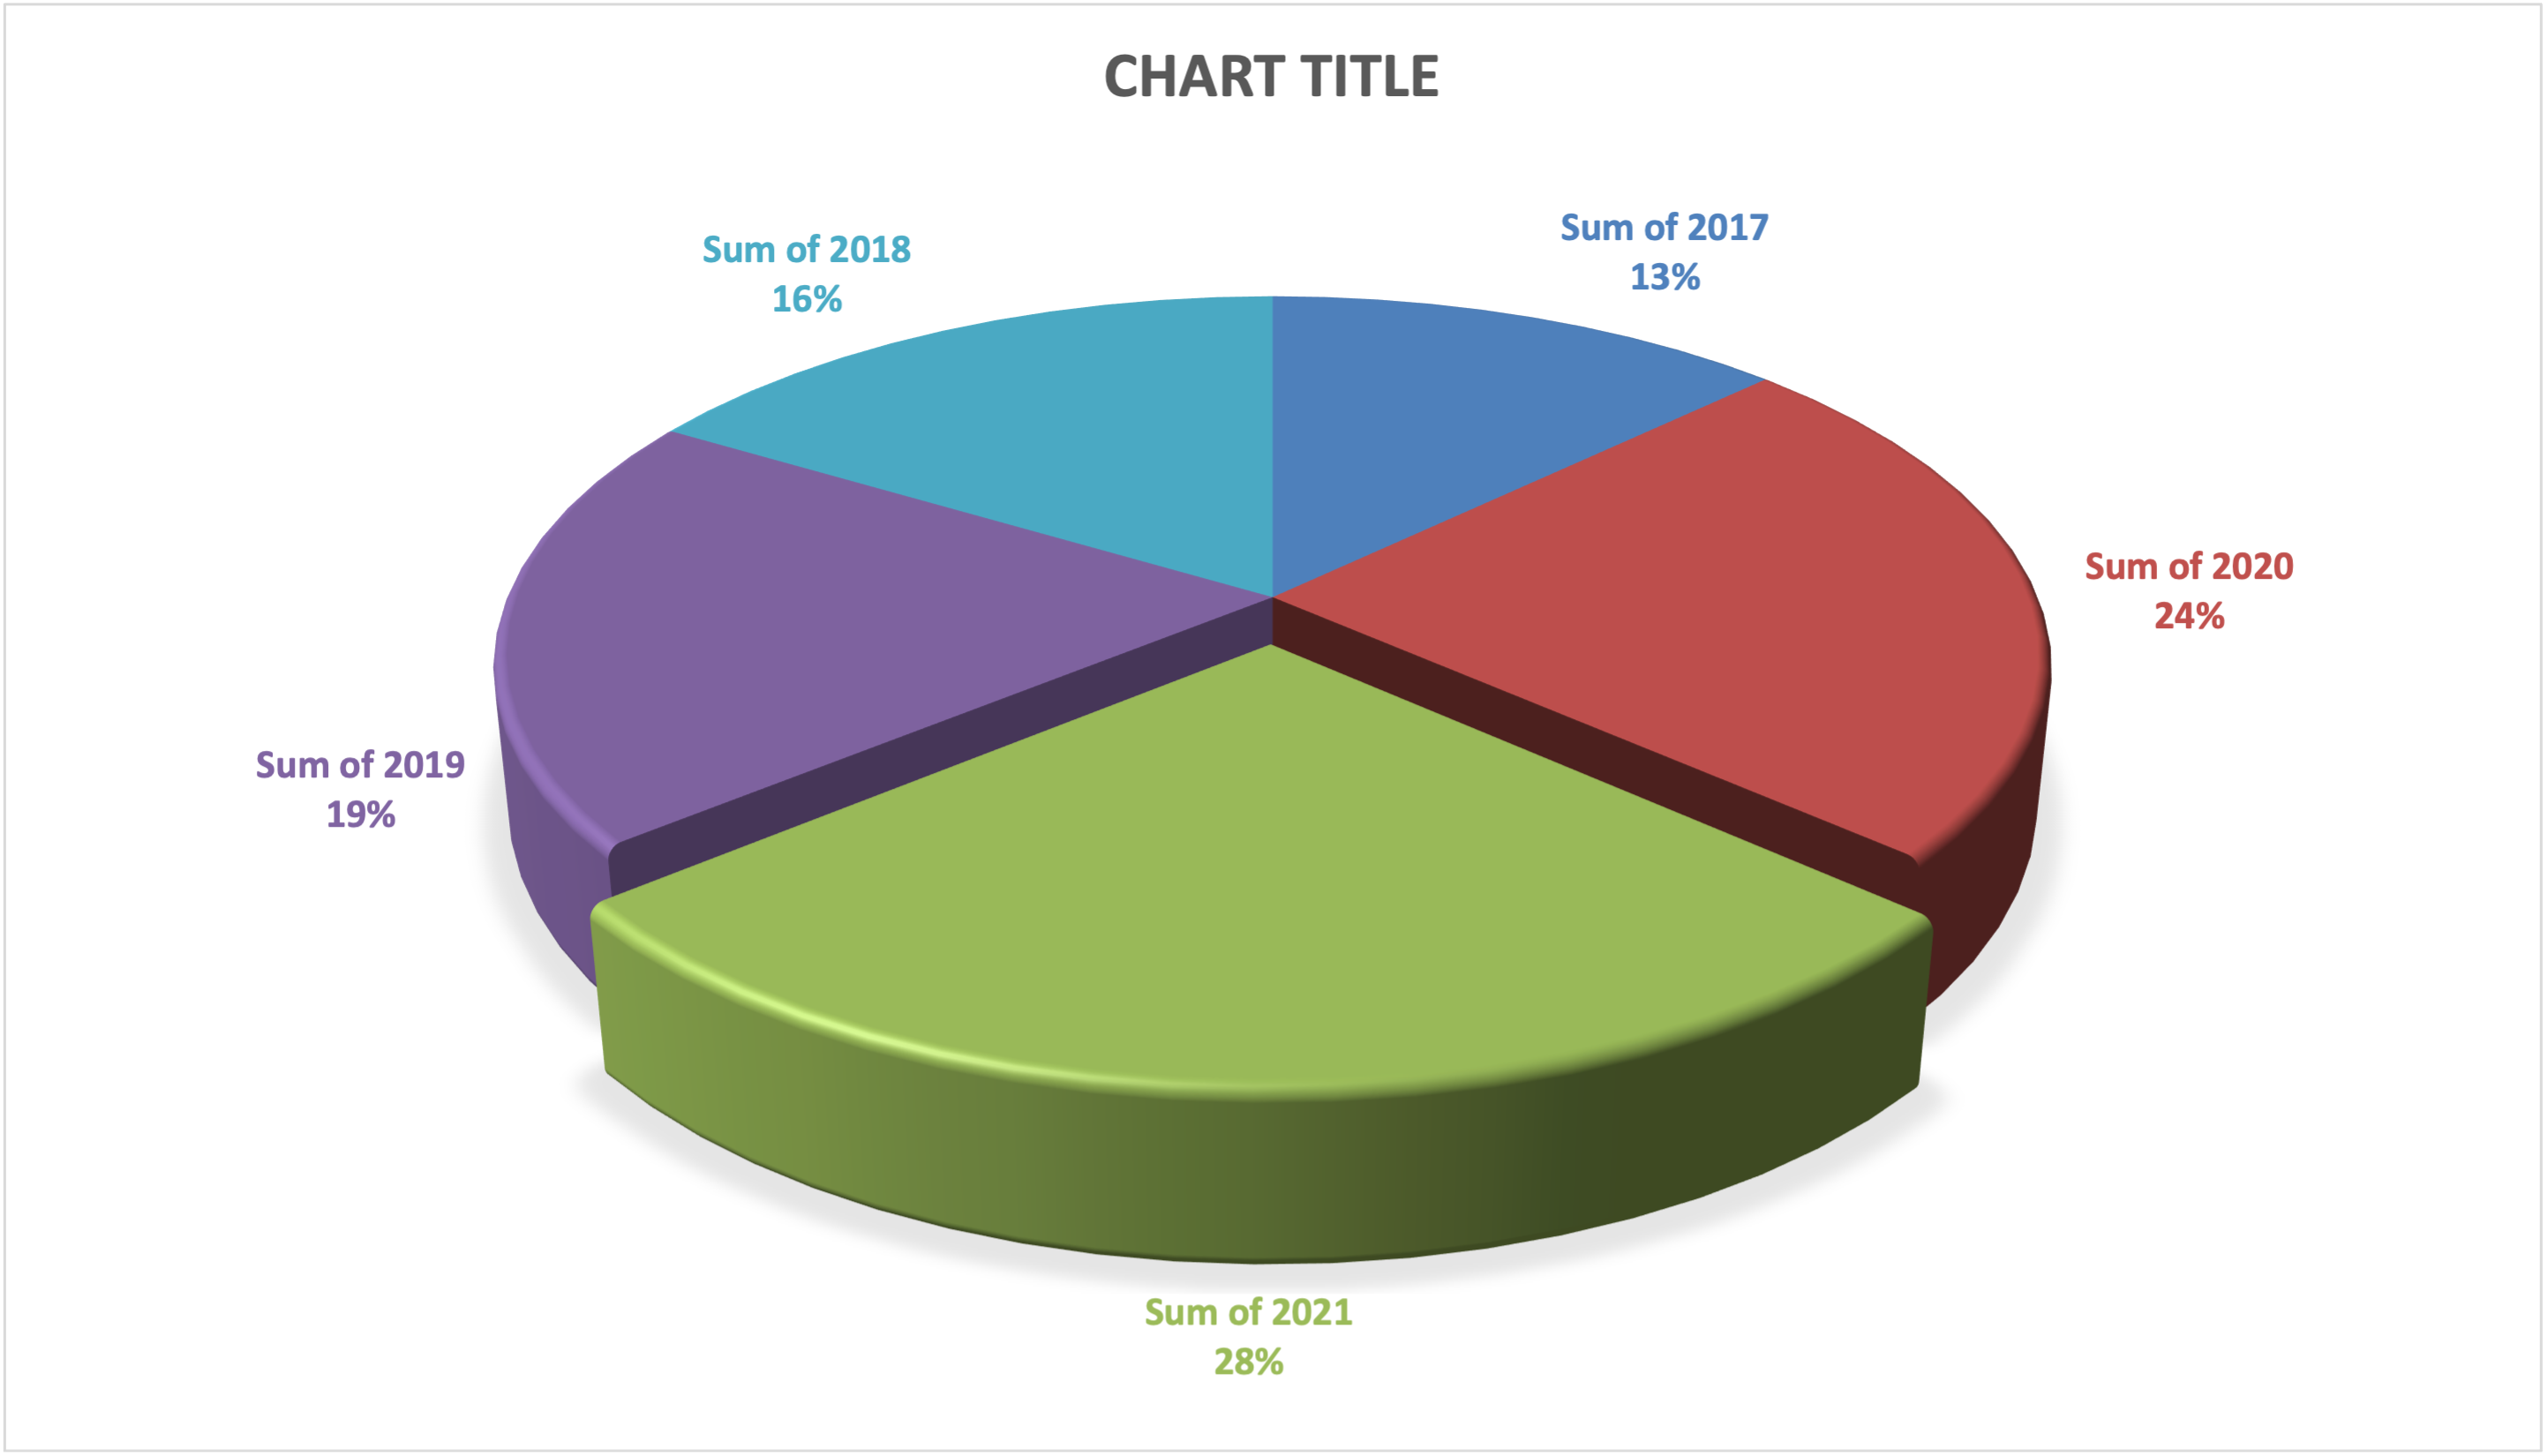 CHART TITLE
Sum of 2017
13%
Sum of 2018
16%
Sum of 2020
24%
Sum of 2019
19%
Sum of 2021
28%